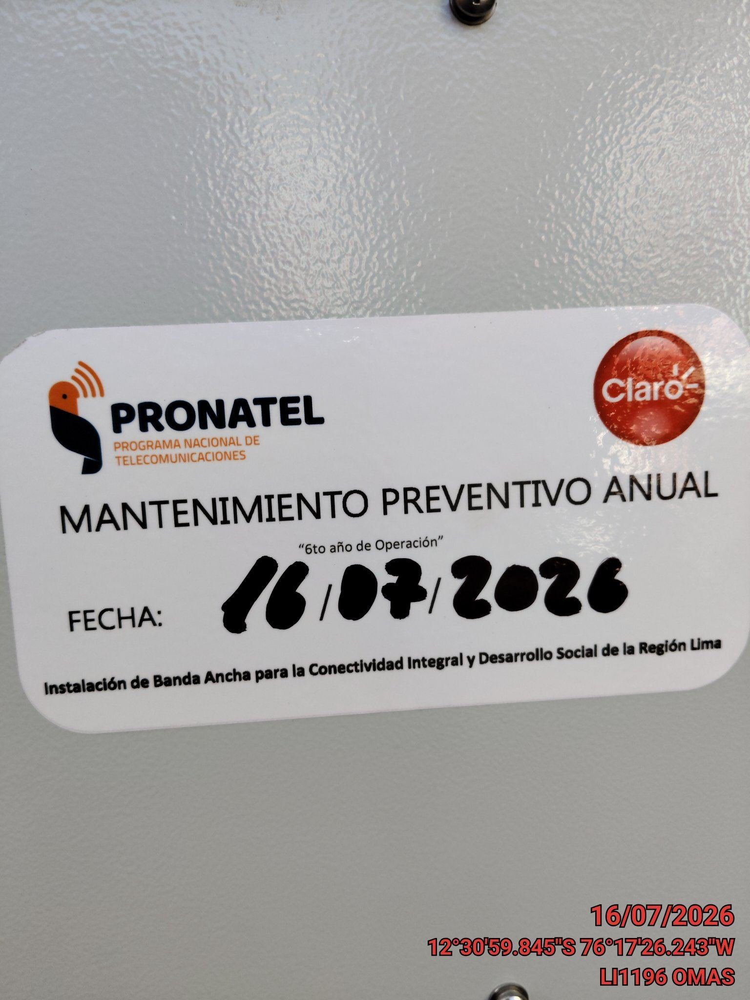 PRONATEL
PROGRAMA NACIONAL DE
TELECOMUNICACIONES
Claro
MANTENIMIENTO PREVENTIVO ANUAL
“6to año de Operación”
FECHA: 16/07/2026
Instalación de Banda Ancha para la Conectividad Integral y Desarrollo Social de la Región Lima
16/07/2026
12°30'59.845"S 76°17'26.243"W
LI1196 OMAS